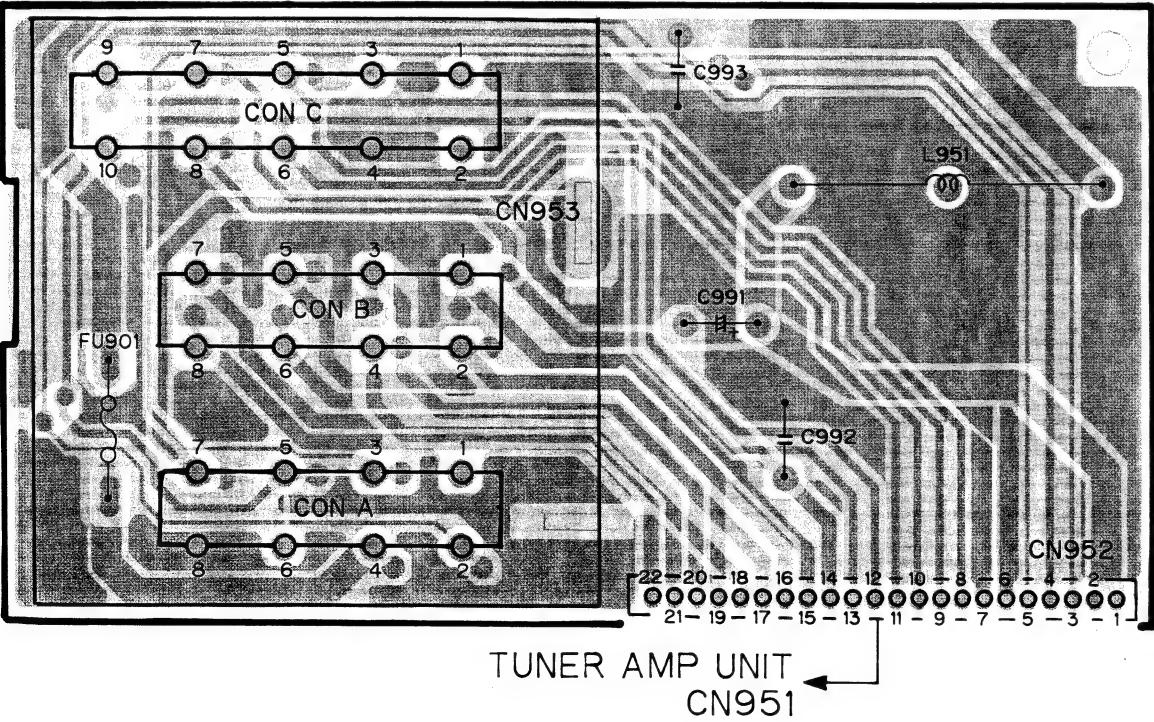 9 7 5 3 1
C993
CON C
10 8 6 4 2
L951
CN953
7 5 3 1
C991
CON B
FU901
8 6 4 2
C992
7 5 3 1
CON A
8 6 4 2
CN952
22 - 20 - 18 - 16 - 14 - 12 - 10 - 8 - 6 - 4 - 2
21 - 19 - 17 - 15 - 13 - 11 - 9 - 7 - 5 - 3 - 1
TUNER AMP UNIT
CN951